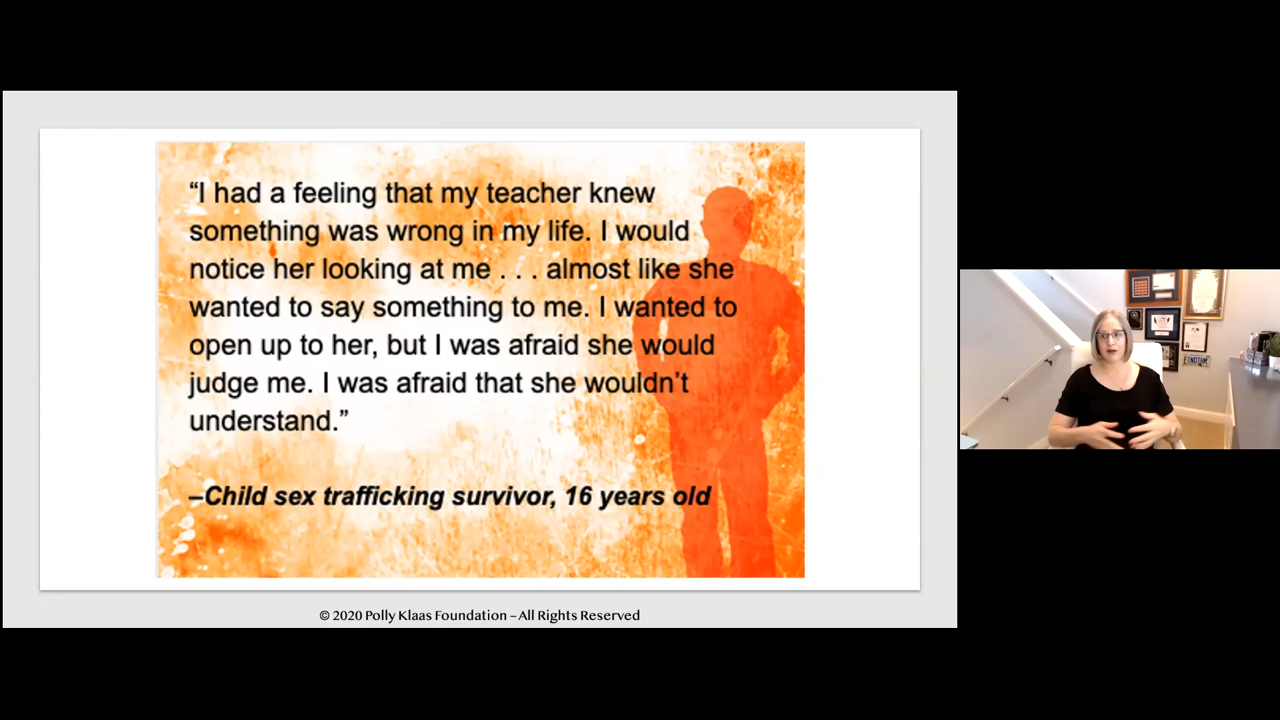 “I had a feeling that my teacher knew
something was wrong in my life. I would
notice her looking at me . . . almost like she
wanted to say something to me. I wanted to
open up to her, but I was afraid she would
judge me. I was afraid that she wouldn’t
understand.”
–Child sex trafficking survivor, 16 years old
© 2020 Polly Klaas Foundation – All Rights Reserved